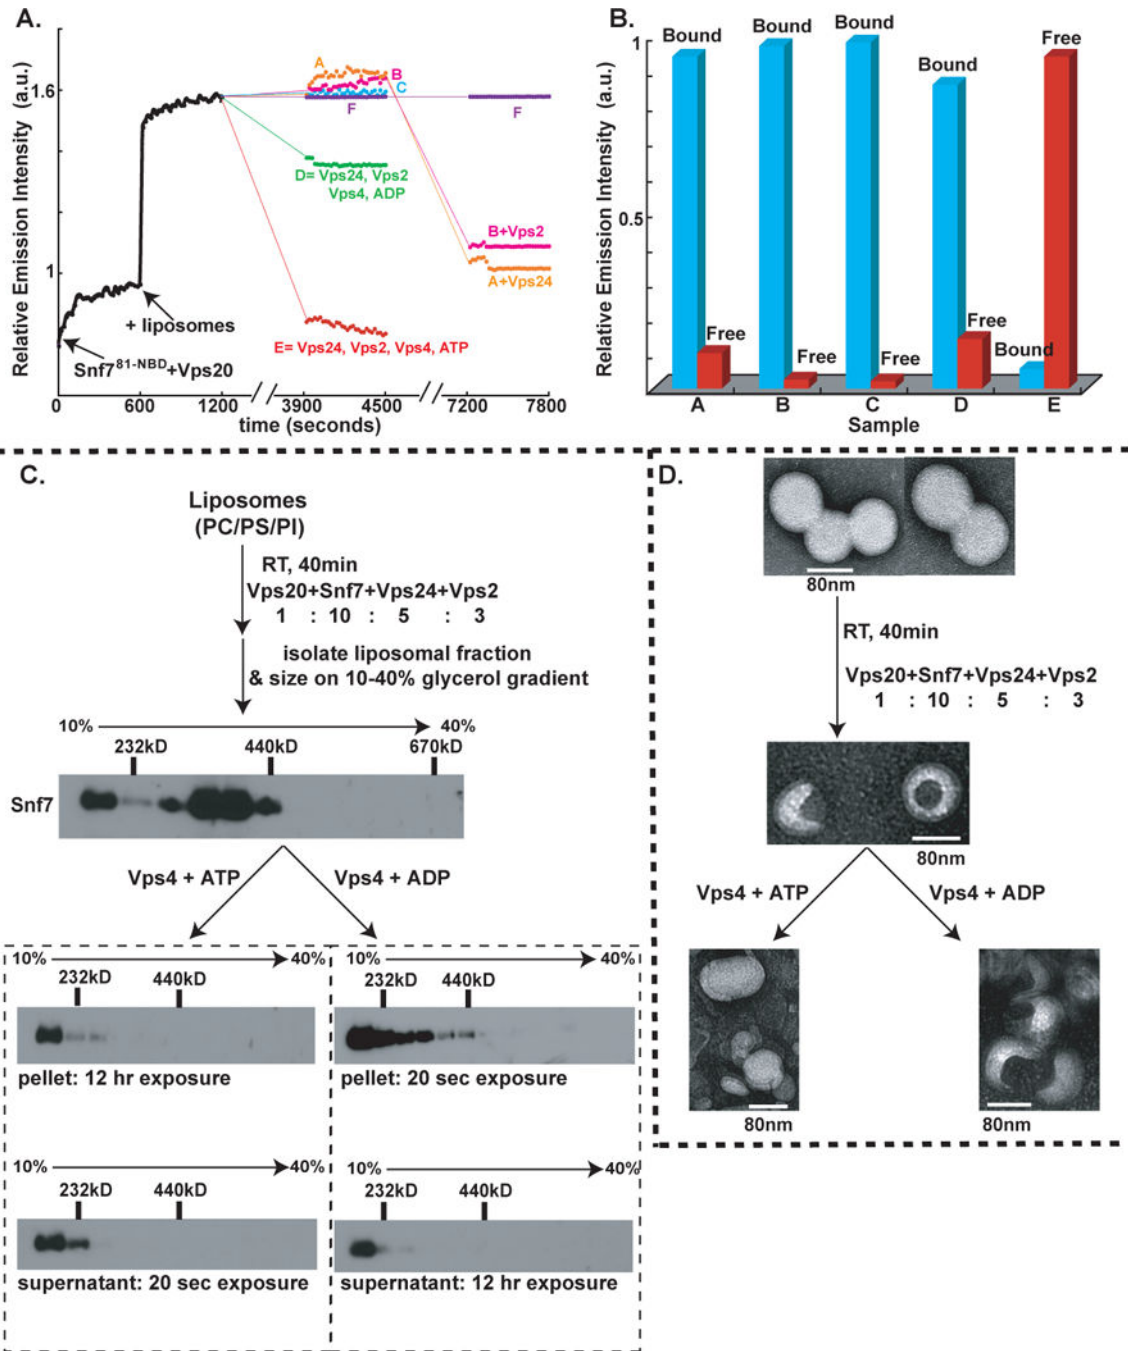 A.
Relative Emission Intensity (a.u.)
1.6
1
A
B
C
F
F
D= Vps24, Vps2
Vps4, ADP
B+Vps2
A+Vps24
+ liposomes
E= Vps24, Vps2, Vps4, ATP
Snf781-NBD+Vps20
0 600 1200 3900 4500 7200 7800
time (seconds)
B.
Relative Emission Intensity (a.u.)
1
0.5
Bound Bound Bound Bound Bound
Free Free Free Free Free
A B C D E
Sample
C.
Liposomes
(PC/PS/PI)
RT, 40min
Vps20+Snf7+Vps24+Vps2
1 : 10 : 5 : 3
isolate liposomal fraction
& size on 10-40% glycerol gradient
10% 40%
232kD 440kD 670kD
Snf7
Vps4 + ATP Vps4 + ADP
10% 40%
232kD 440kD
pellet: 12 hr exposure
10% 40%
232kD 440kD
pellet: 20 sec exposure
10% 40%
232kD 440kD
supernatant: 20 sec exposure
10% 40%
232kD 440kD
supernatant: 12 hr exposure
D.
80nm
RT, 40min
Vps20+Snf7+Vps24+Vps2
1 : 10 : 5 : 3
80nm
Vps4 + ATP Vps4 + ADP
80nm 80nm